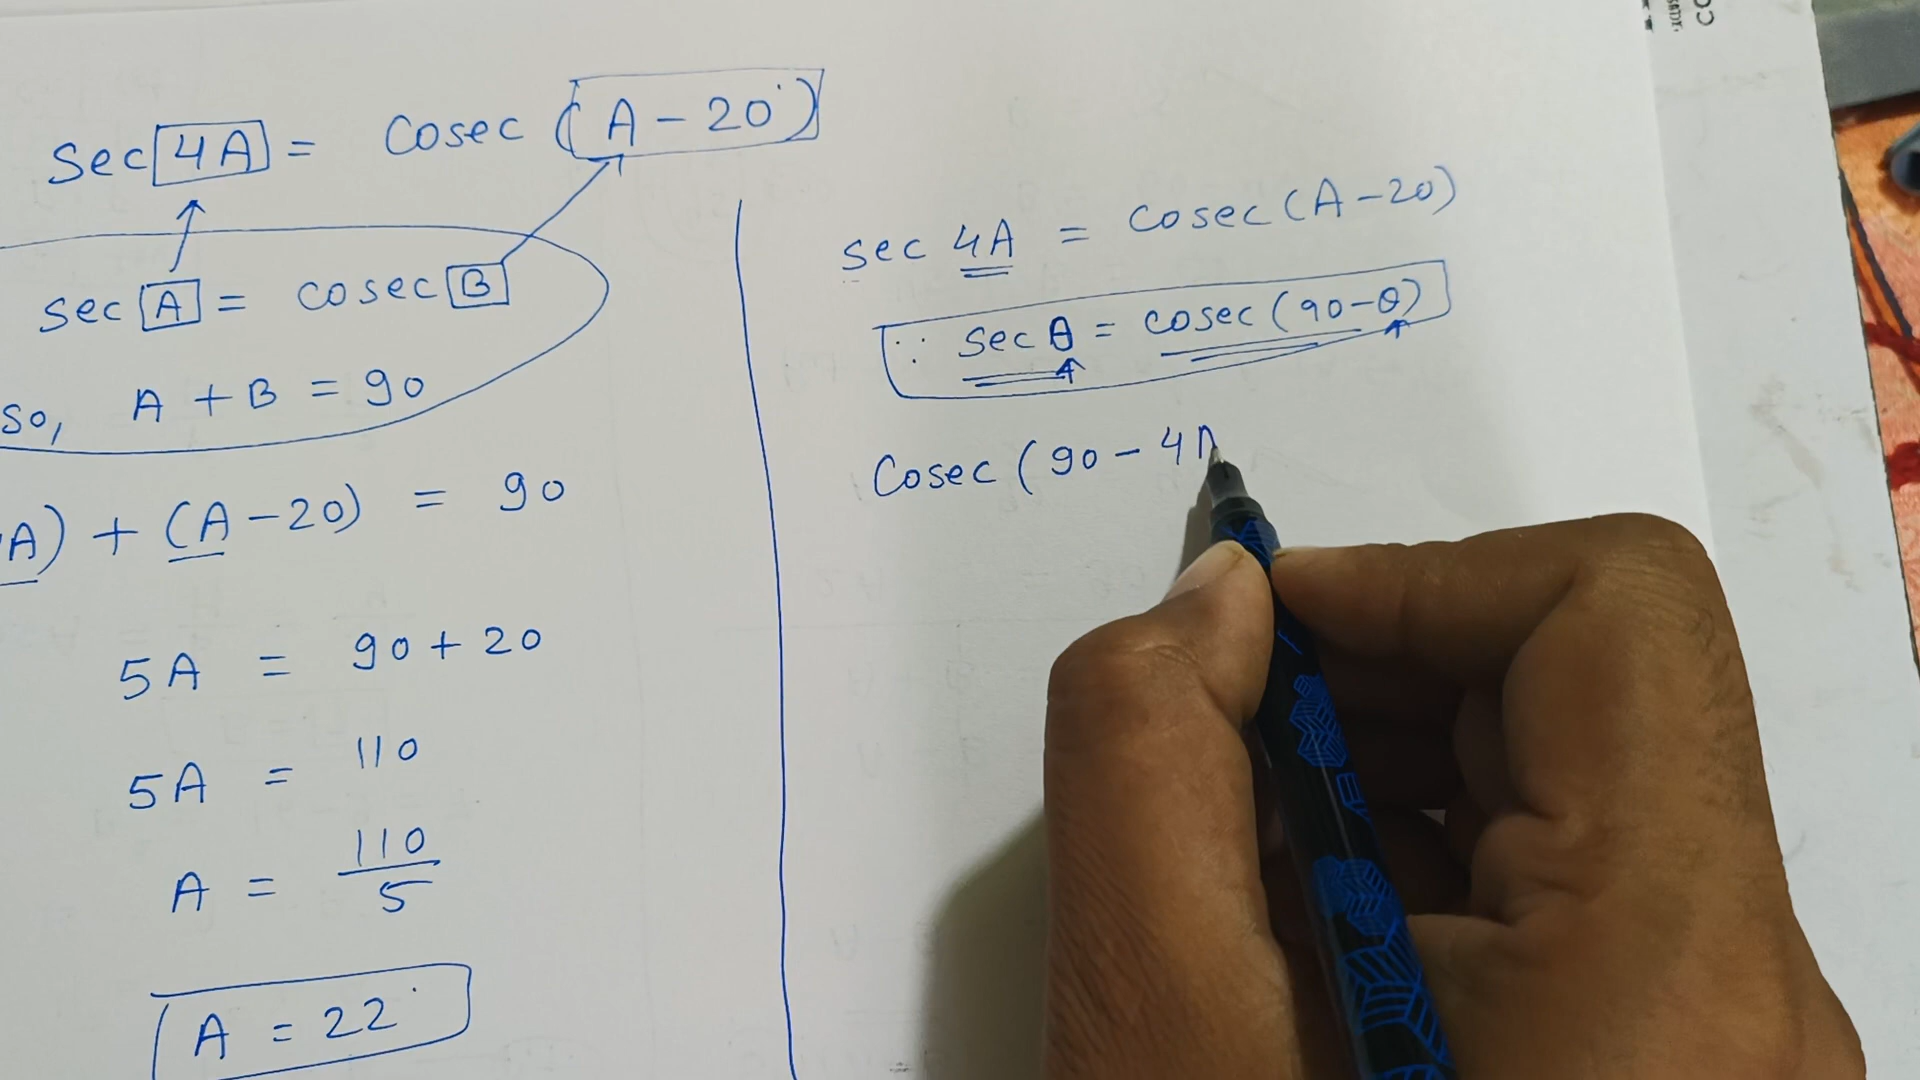 sec 4A = cosec (A - 20°)
sec A = cosec B
so, A + B = 90
A) + (A - 20) = 90
5A = 90 + 20
5A = 110
A = 110/5
A = 22°
sec 4A = cosec (A - 20)
∵ sec θ = cosec (90 - θ)
Cosec (90 - 4A